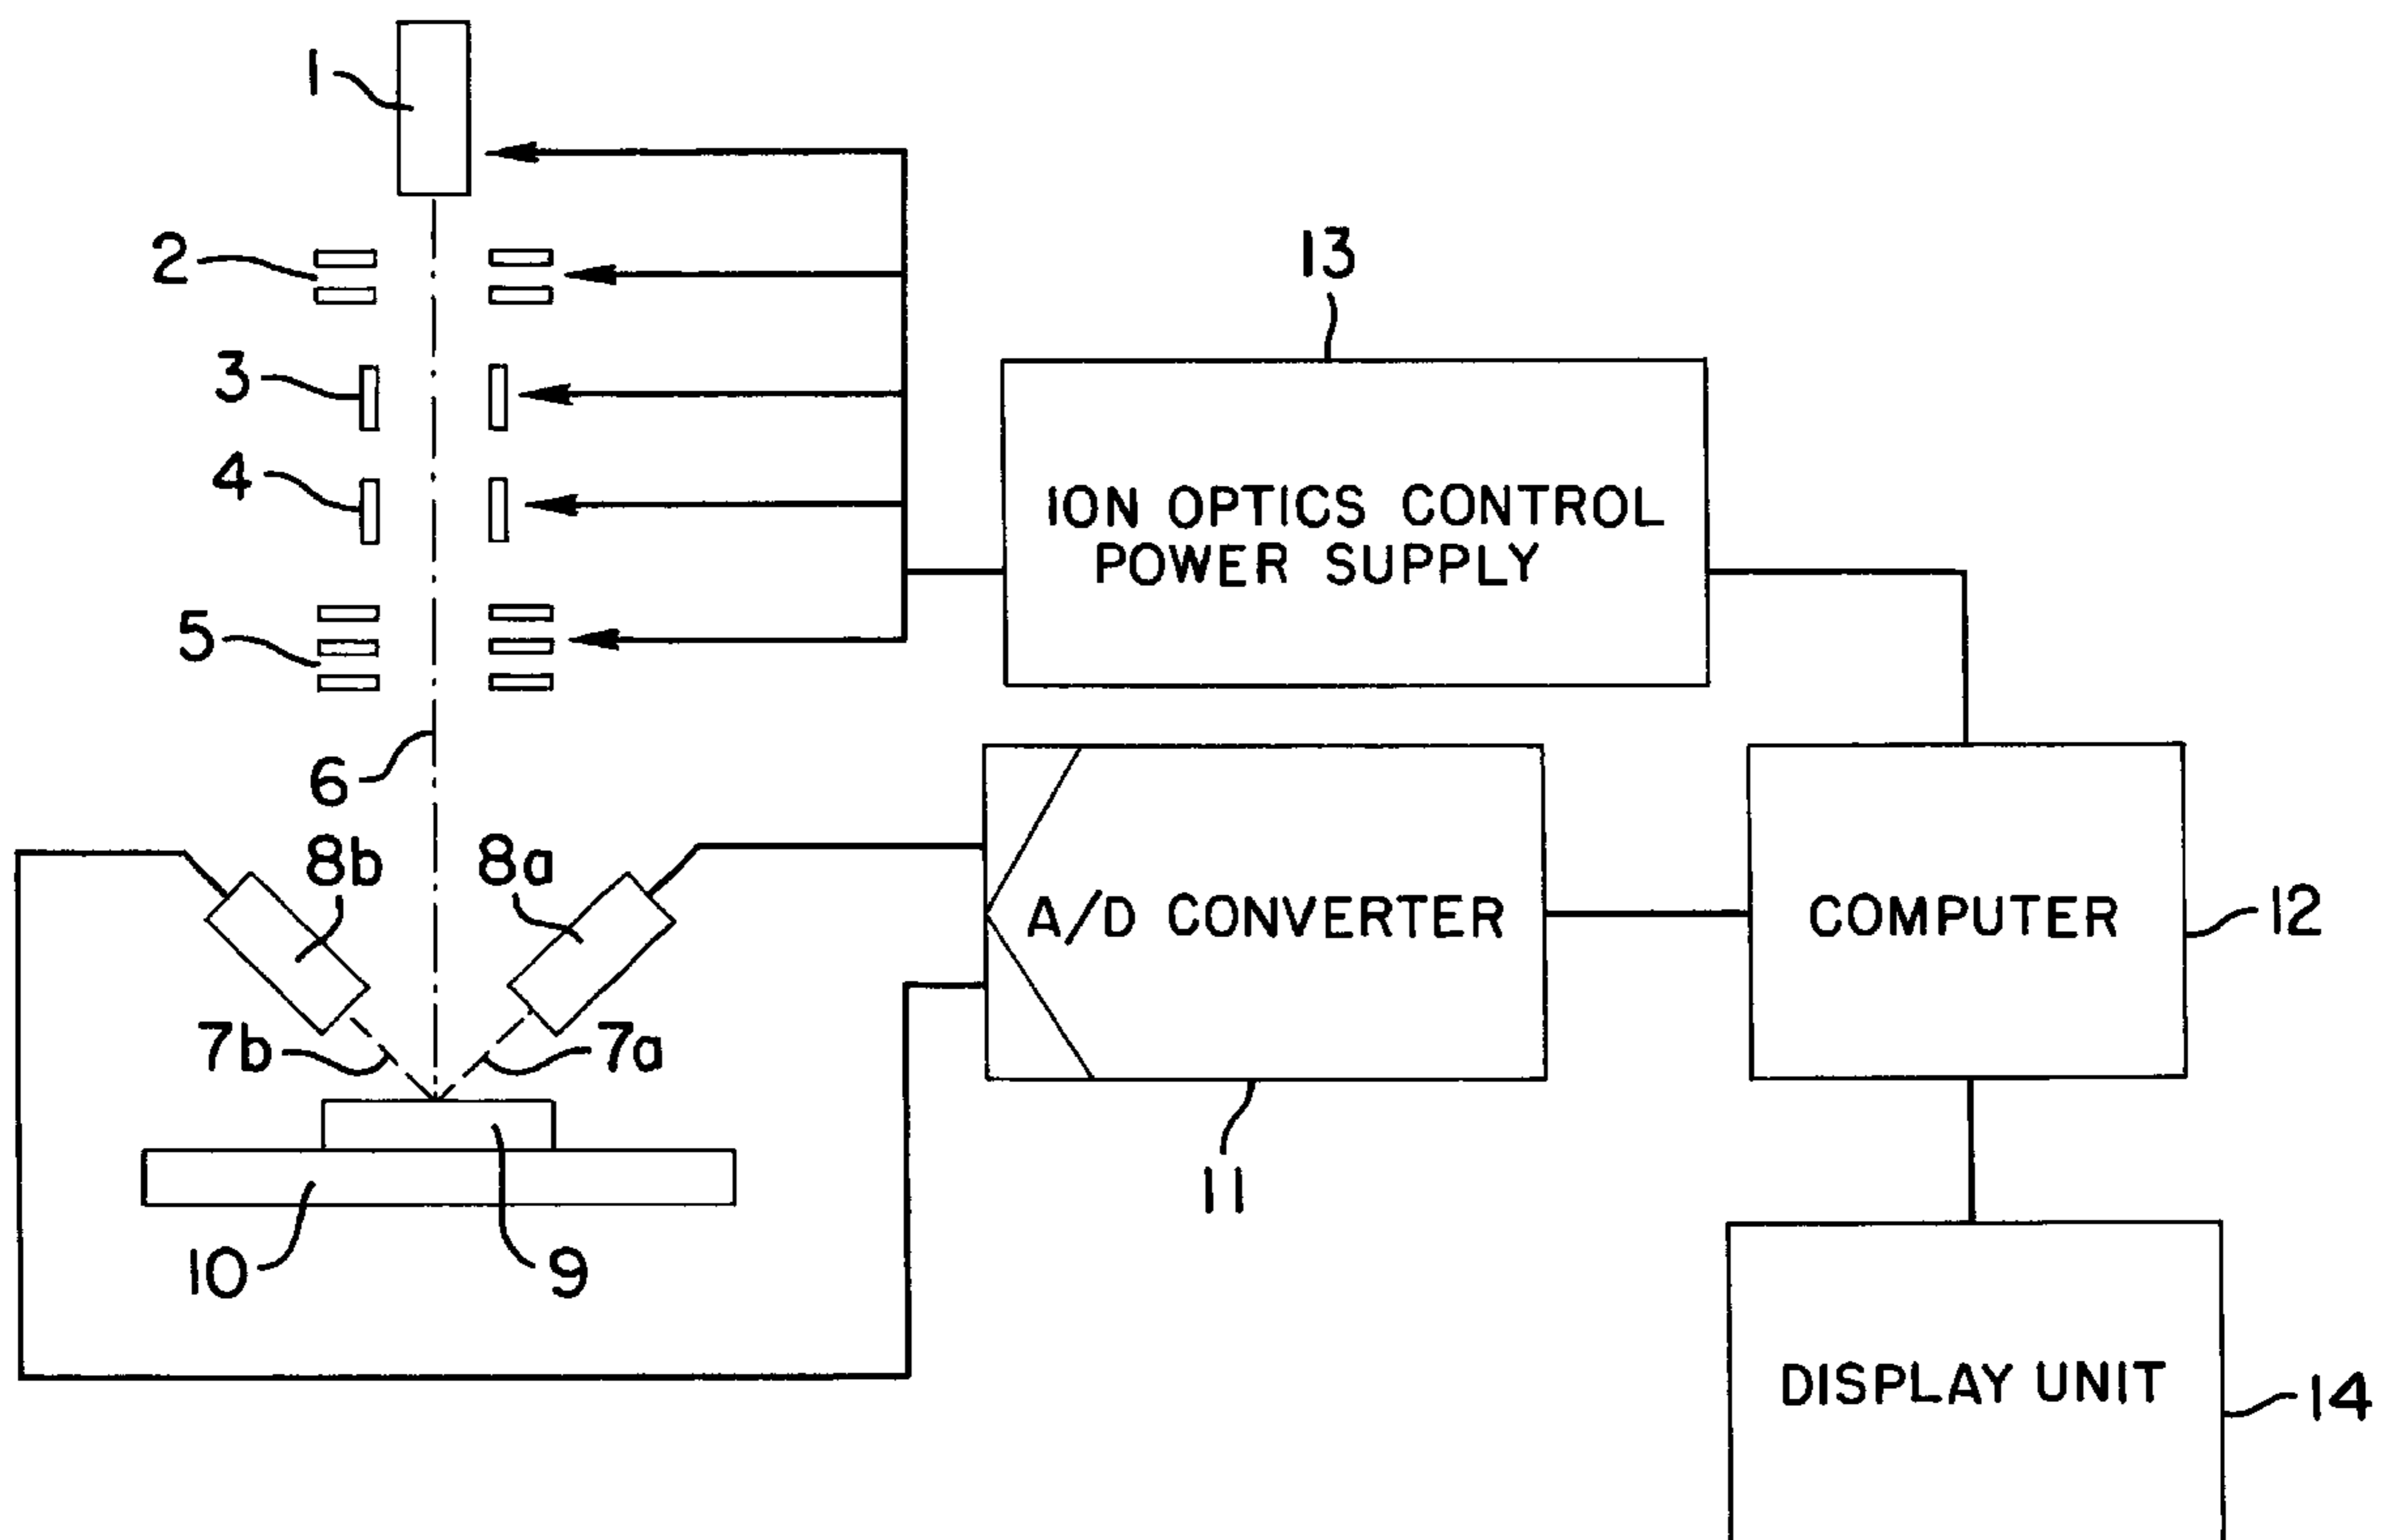 1
2
13
3
4
ION OPTICS CONTROL
POWER SUPPLY
5
6
8b
8a
A/D CONVERTER
COMPUTER
12
7b
7a
11
10
9
DISPLAY UNIT
14